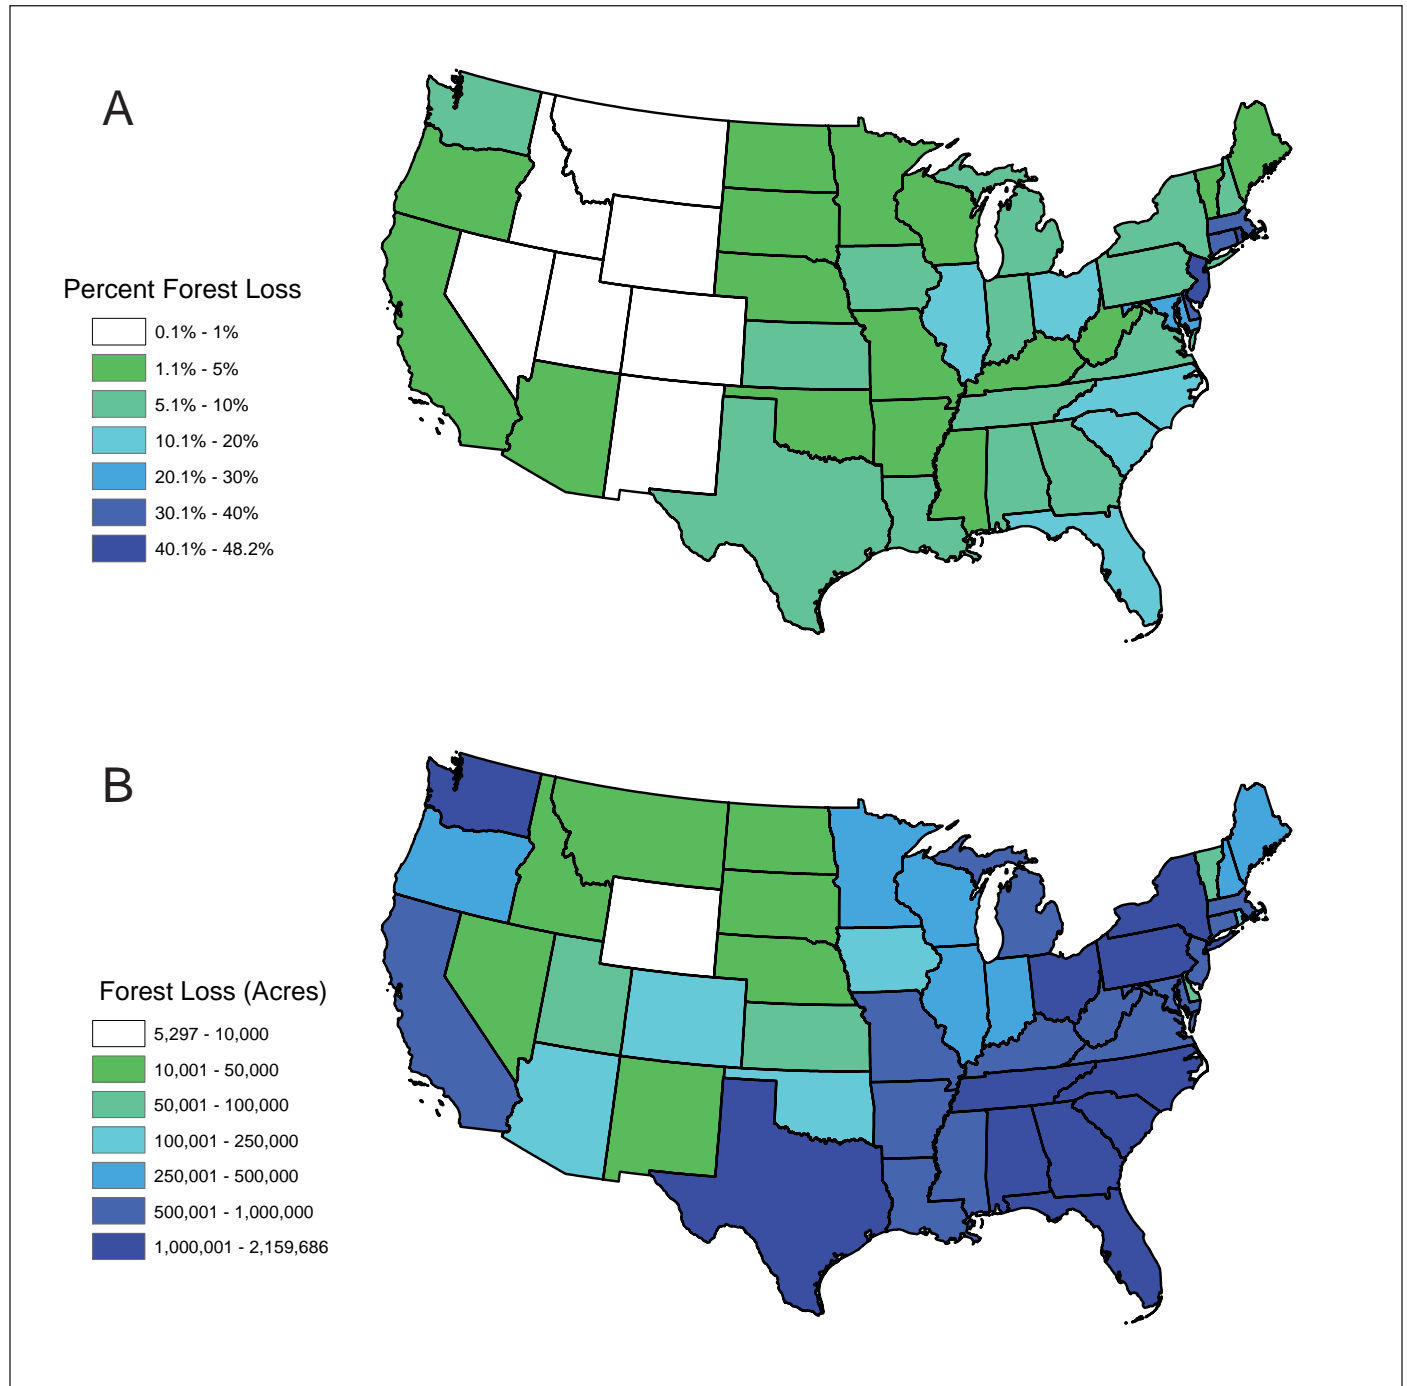 A
Percent Forest Loss
0.1% - 1%
1.1% - 5%
5.1% - 10%
10.1% - 20%
20.1% - 30%
30.1% - 40%
40.1% - 48.2%
B
Forest Loss (Acres)
5,297 - 10,000
10,001 - 50,000
50,001 - 100,000
100,001 - 250,000
250,001 - 500,000
500,001 - 1,000,000
1,000,001 - 2,159,686